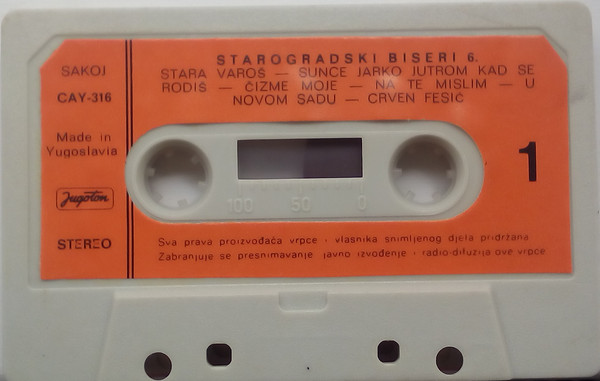 STAROGRADSKI BISERI 6.
STARA VAROŠ — SUNCE JARKO JUTROM KAD SE
RODIŠ — ČIZME MOJE — NA TE MISLIM — U
NOVOM SADU — CRVEN FESIĆ
SAKOJ
CAY-316
Made in
Yugoslavia
Jugoton
STEREO
1
100 50 0
Sva prava proizvođača vrpce · vlasnika snimljenog djela pridržana
Zabranjuje se presnimavanje javno izvođenje · radio-difuzija ove vrpce